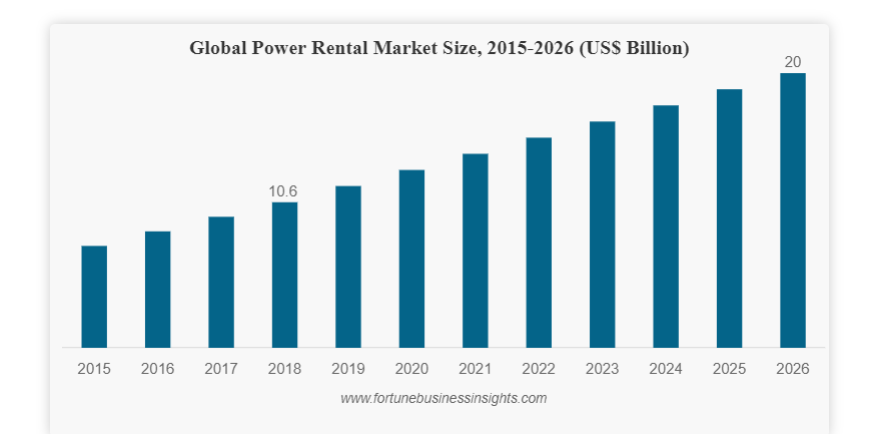 Global Power Rental Market Size, 2015-2026 (US$ Billion)
20
10.6
2015 2016 2017 2018 2019 2020 2021 2022 2023 2024 2025 2026
www.fortunebusinessinsights.com